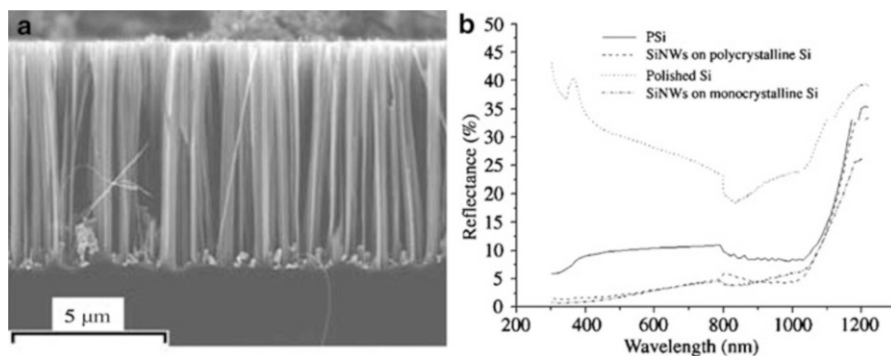 a
5 μm
b
PSi
SiNWs on polycrystalline Si
Polished Si
SiNWs on monocrystalline Si
Reflectance (%)
50
45
40
35
30
25
20
15
10
5
0
200 400 600 800 1000 1200
Wavelength (nm)